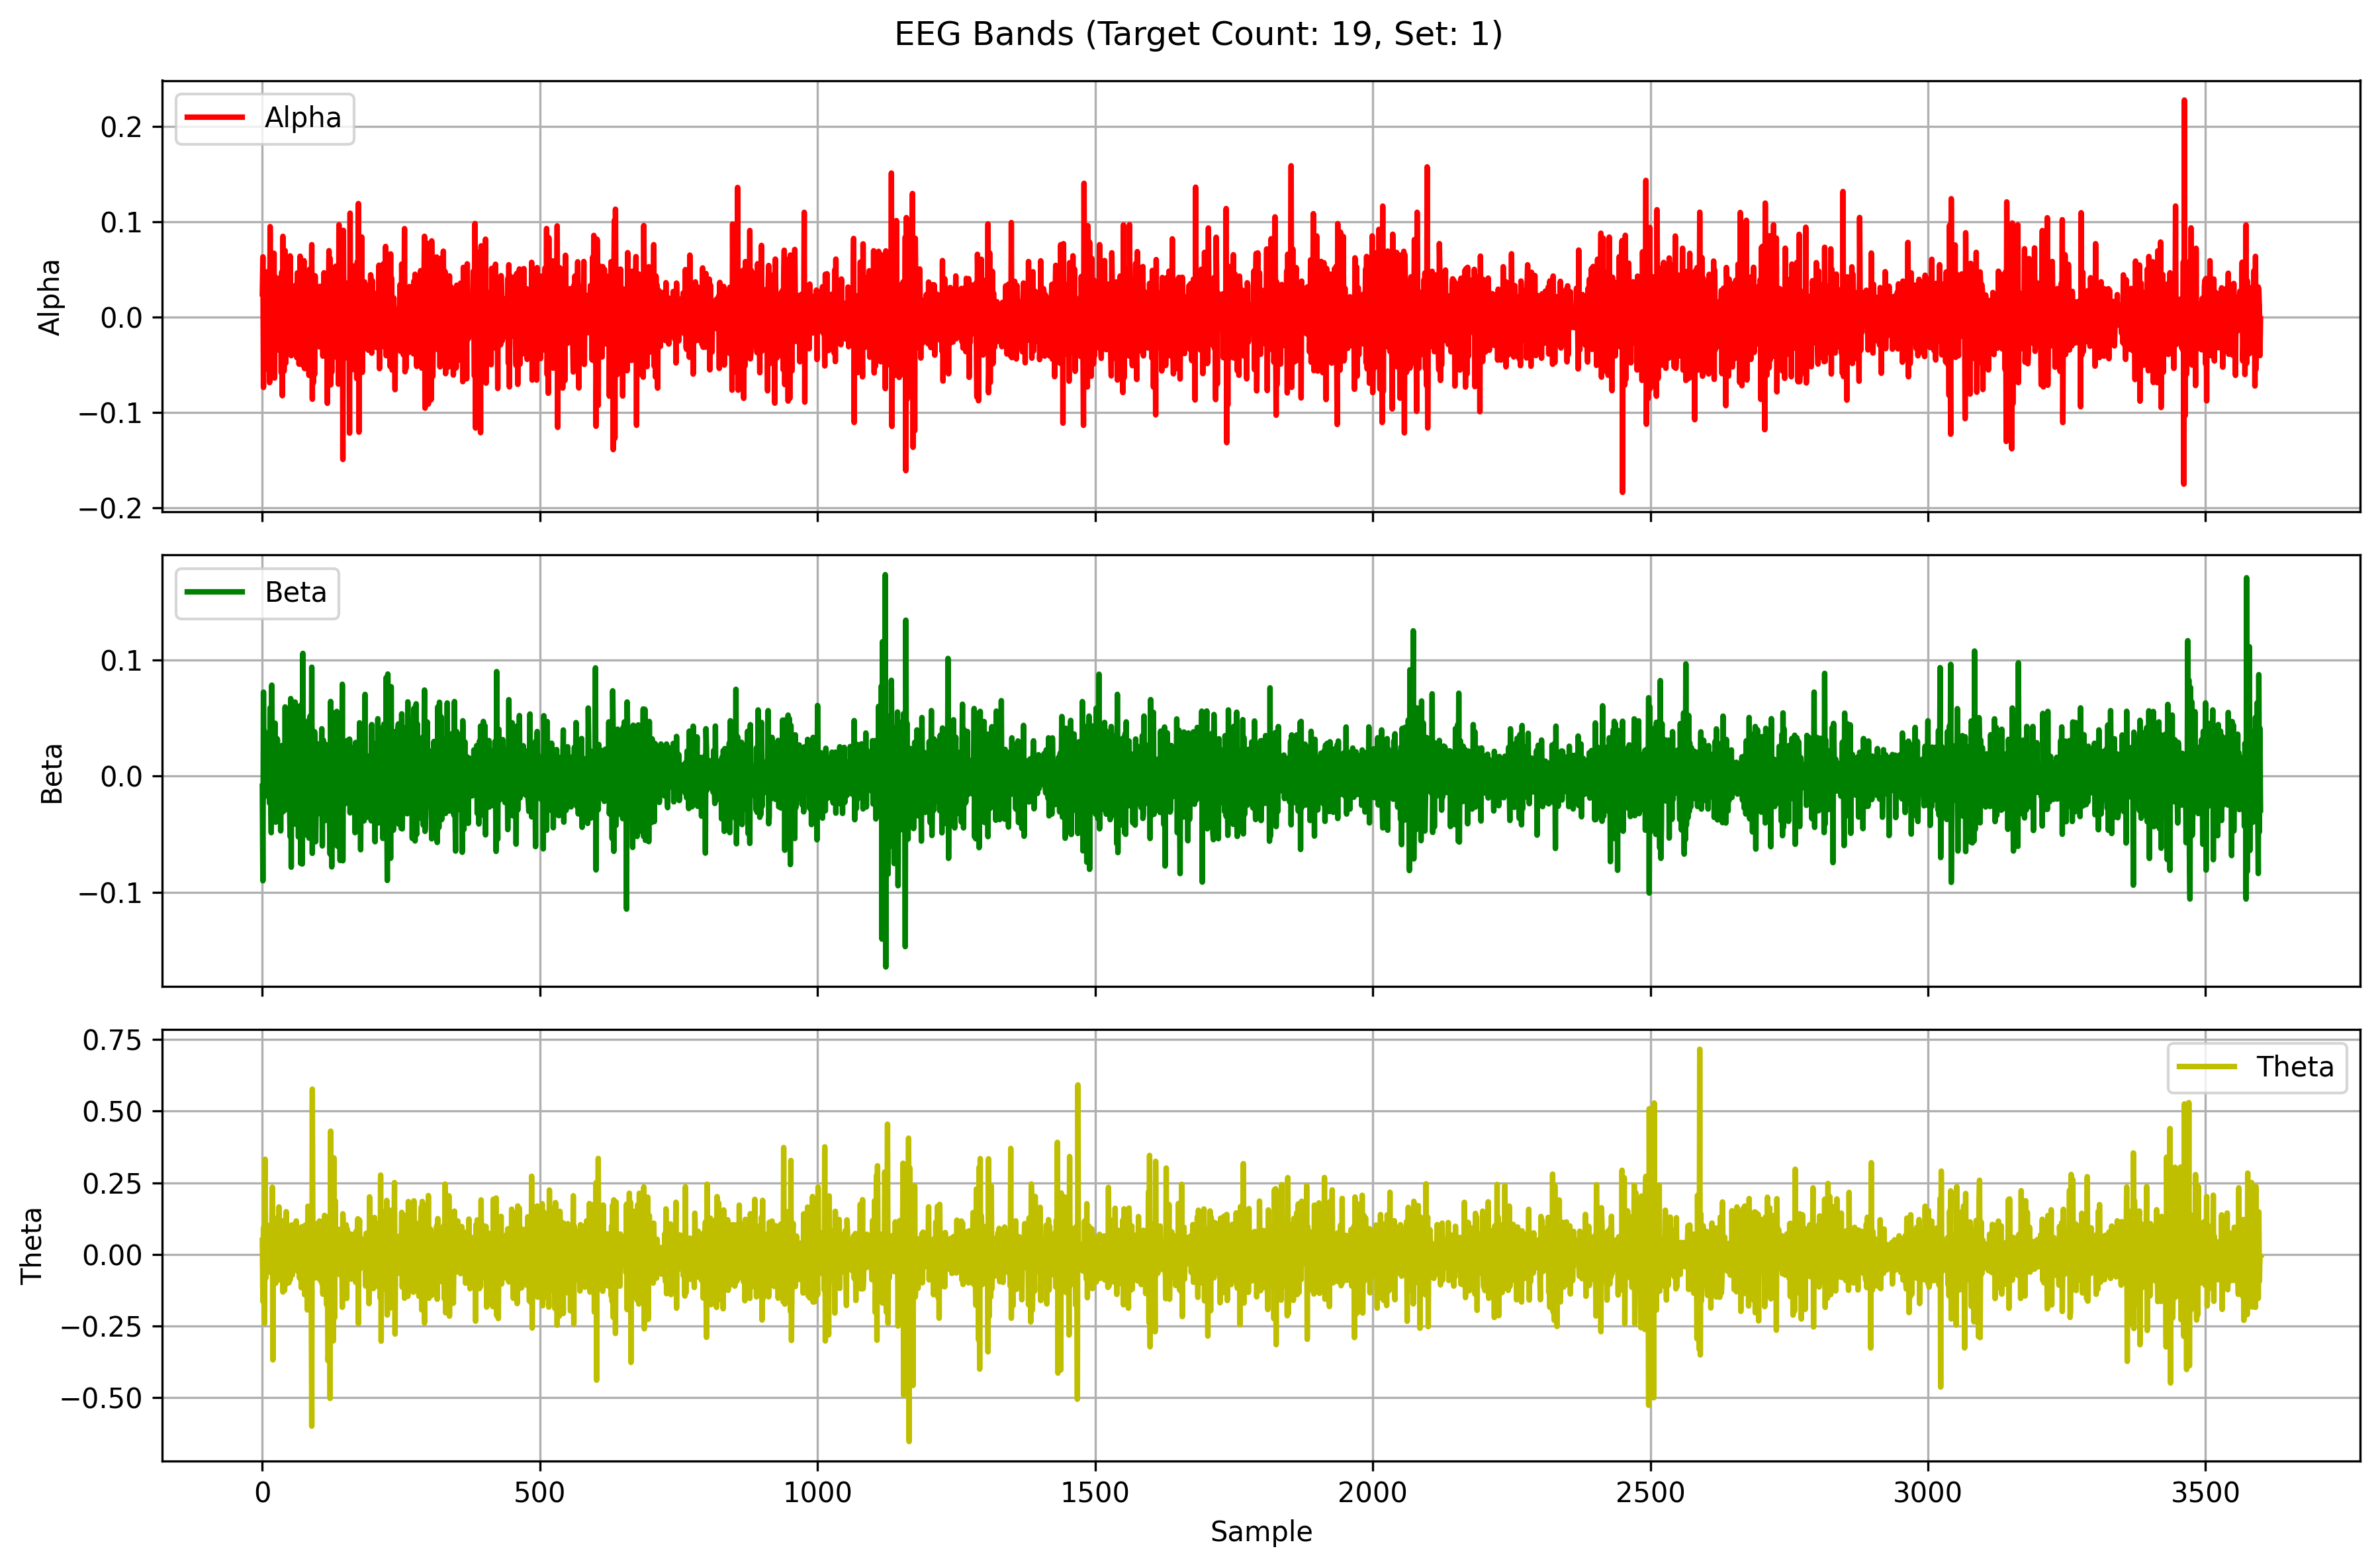 EEG Bands (Target Count: 19, Set: 1)
Alpha
Alpha
0.2
0.1
0.0
−0.1
−0.2
Beta
Beta
0.1
0.0
−0.1
Theta
Theta
0.75
0.50
0.25
0.00
−0.25
−0.50
0 500 1000 1500 2000 2500 3000 3500
Sample